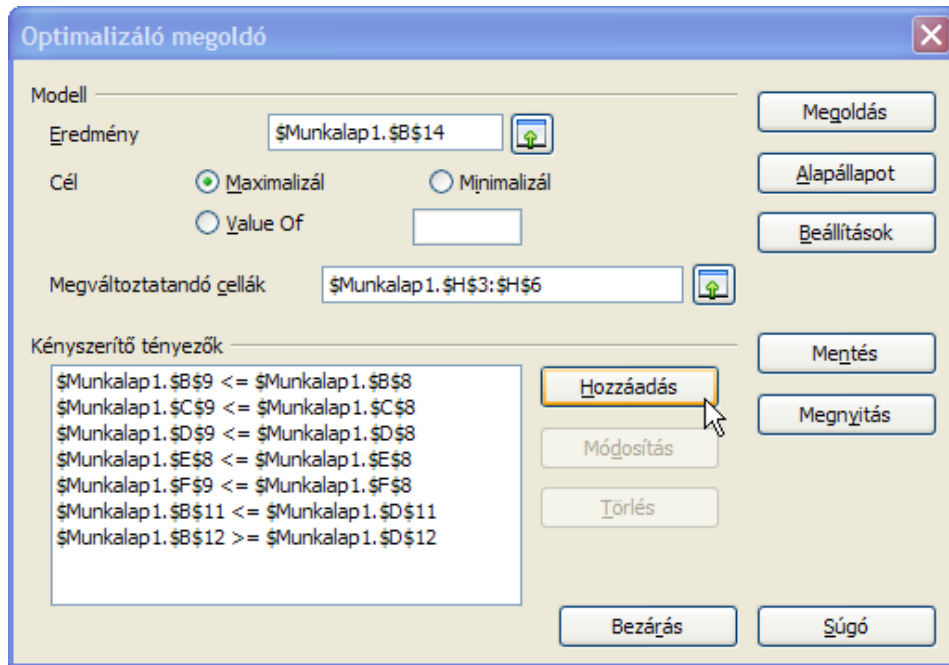 Optimalizáló megoldó
Modell
Megoldás
Eredmény
$Munkalap1.$B$14
Cél
Maximalizál
Minimalizál
Alapállapot
Value Of
Beállítások
Megváltoztatandó cellák
$Munkalap1.$H$3:$H$6
Kényszerítő tényezők
Mentés
$Munkalap1.$B$9 <= $Munkalap1.$B$8
$Munkalap1.$C$9 <= $Munkalap1.$C$8
$Munkalap1.$D$9 <= $Munkalap1.$D$8
$Munkalap1.$E$8 <= $Munkalap1.$E$8
$Munkalap1.$F$9 <= $Munkalap1.$F$8
$Munkalap1.$B$11 <= $Munkalap1.$D$11
$Munkalap1.$B$12 >= $Munkalap1.$D$12
Hozzáadás
Megnyitás
Módosítás
Törlés
Bezárás
Súgó